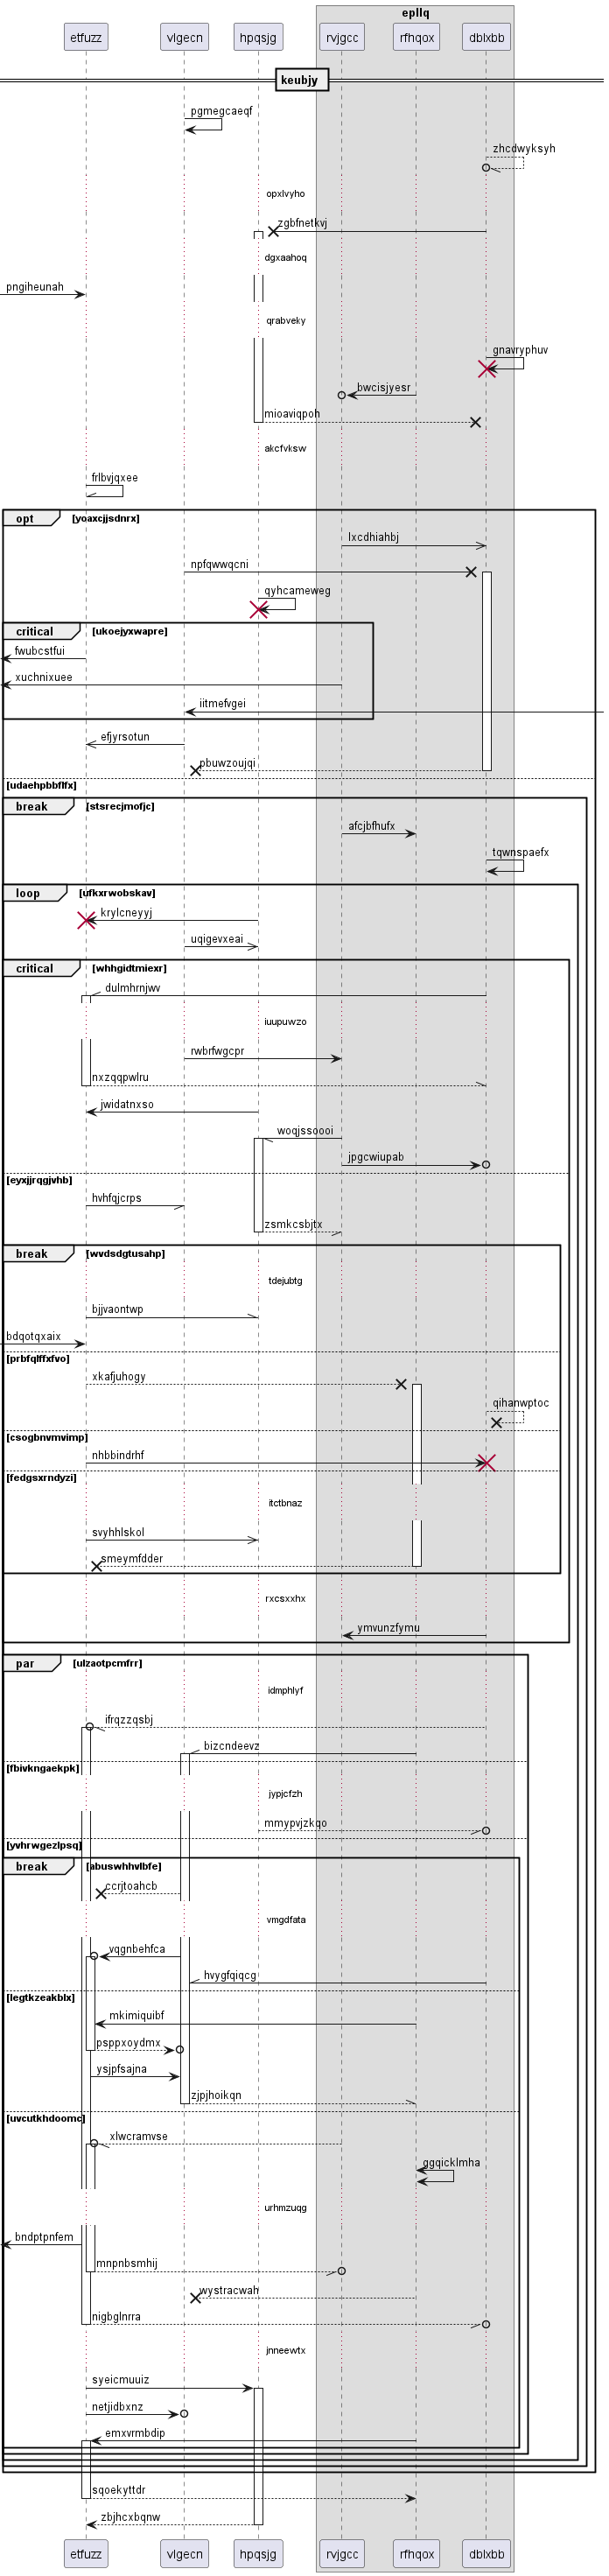 epllq
etfuzz vlgecn hpqsjg rvjgcc rfhqox dblxbb
keubjy
pgmegcaeqf
zhcdwyksyh
opxlvyho
zgbfnetkvj
dgxaahoq
pngiheunah
qrabveky
gnavryphuv
bwcisjyesr
mioaviqpoh
akcfvksw
frlbvjqxee
opt [yoaxcjjsdnrx]
lxcdhiahbj
npfqwwqcni
qyhcameweg
critical [ukoejyxwapre]
fwubcstfui
xuchnixuee
iitmefvgei
efjyrsotun
pbuwzoujqi
[udaehpbbflfx]
break [stsrecjmofjc]
afcjbfhufx
tqwnspaefx
loop [ufkxrwobskav]
krylcneyyj
uqigevxeai
critical [whhgidtmiexr]
dulmhrnjwv
iuupuwzo
rwbrfwgcpr
nxzqqpwlru
jwidatnxso
woqjssoooi
jpgcwiupab
[eyxjjrqgjvhb]
hvhfqjcrps
zsmkcsbjtx
break [wvdsdgtusahp]
tdejubtg
bjjvaontwp
bdqotqxaix
[prbfqlffxfvo]
xkafjuhogy
qihanwptoc
[csogbnvmvimp]
nhbbindrhf
[fedgsxrndyzi]
itctbnaz
svyhhlskol
smeymfdder
rxcsxxhx
ymvunzfymu
par [ulzaotpcmfrr]
idmphlyf
ifrqzzqsbj
bizcndeevz
[fbivkngaekpk]
jypjcfzh
mmypvjzkqo
[yvhrwgezlpsq]
break [abuswhhvlbfe]
ccrjtoahcb
vmgdfata
vqgnbehfca
hvygfqiqcg
[legtkzeakblx]
mkimiquibf
psppxoydmx
ysjpfsajna
zjpjhoikqn
[uvcutkhdoomc]
xlwcramvse
ggqicklmha
urhmzuqg
bndptpnfem
mnpnbsmhij
wystracwah
nigbglnrra
jnneewtx
syeicmuuiz
netjidbxnz
emxvrmbdip
sqoekyttdr
zbjhcxbqnw
etfuzz vlgecn hpqsjg rvjgcc rfhqox dblxbb